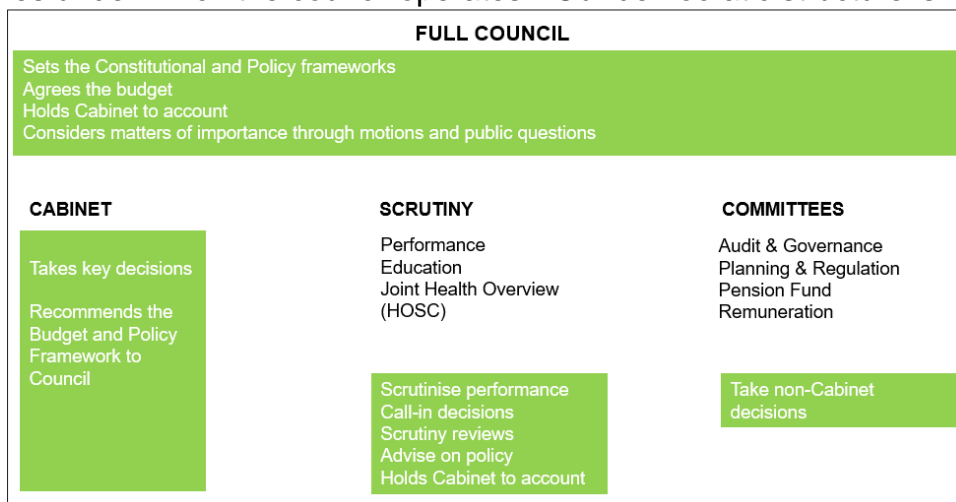 FULL COUNCIL
Sets the Constitutional and Policy frameworks
Agrees the budget
Holds Cabinet to account
Considers matters of importance through motions and public questions
CABINET
Takes key decisions
Recommends the
Budget and Policy
Framework to
Council
SCRUTINY
Performance
Education
Joint Health Overview
(HOSC)
Scrutinise performance
Call-in decisions
Scrutiny reviews
Advise on policy
Holds Cabinet to account
COMMITTEES
Audit & Governance
Planning & Regulation
Pension Fund
Remuneration
Take non-Cabinet
decisions